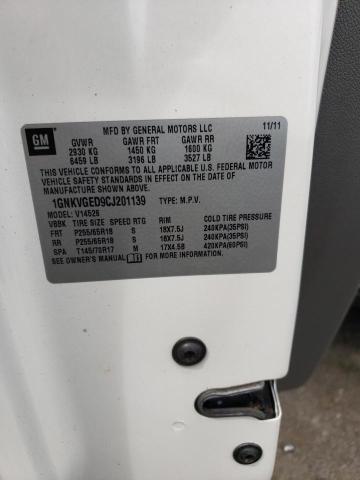 GM
MFD BY GENERAL MOTORS LLC 11/11
GVWR GAWR FRT GAWR RR
2930 KG 1450 KG 1600 KG
6459 LB 3196 LB 3527 LB
THIS VEHICLE CONFORMS TO ALL APPLICABLE U.S. FEDERAL MOTOR
VEHICLE SAFETY STANDARDS IN EFFECT ON THE DATE OF
MANUFACTURE SHOWN ABOVE.
1GNKVGED9CJ201139 TYPE: M.P.V.
MODEL: V14526
VBBK TIRE SIZE SPEED RTG RIM COLD TIRE PRESSURE
FRT P255/65R18 S 18X7.5J 240KPA(35PSI)
RR P255/65R18 S 18X7.5J 240KPA(35PSI)
SPA T145/70R17 M 17X4.5B 420KPA(60PSI)
SEE OWNER'S MANUAL FOR MORE INFORMATION